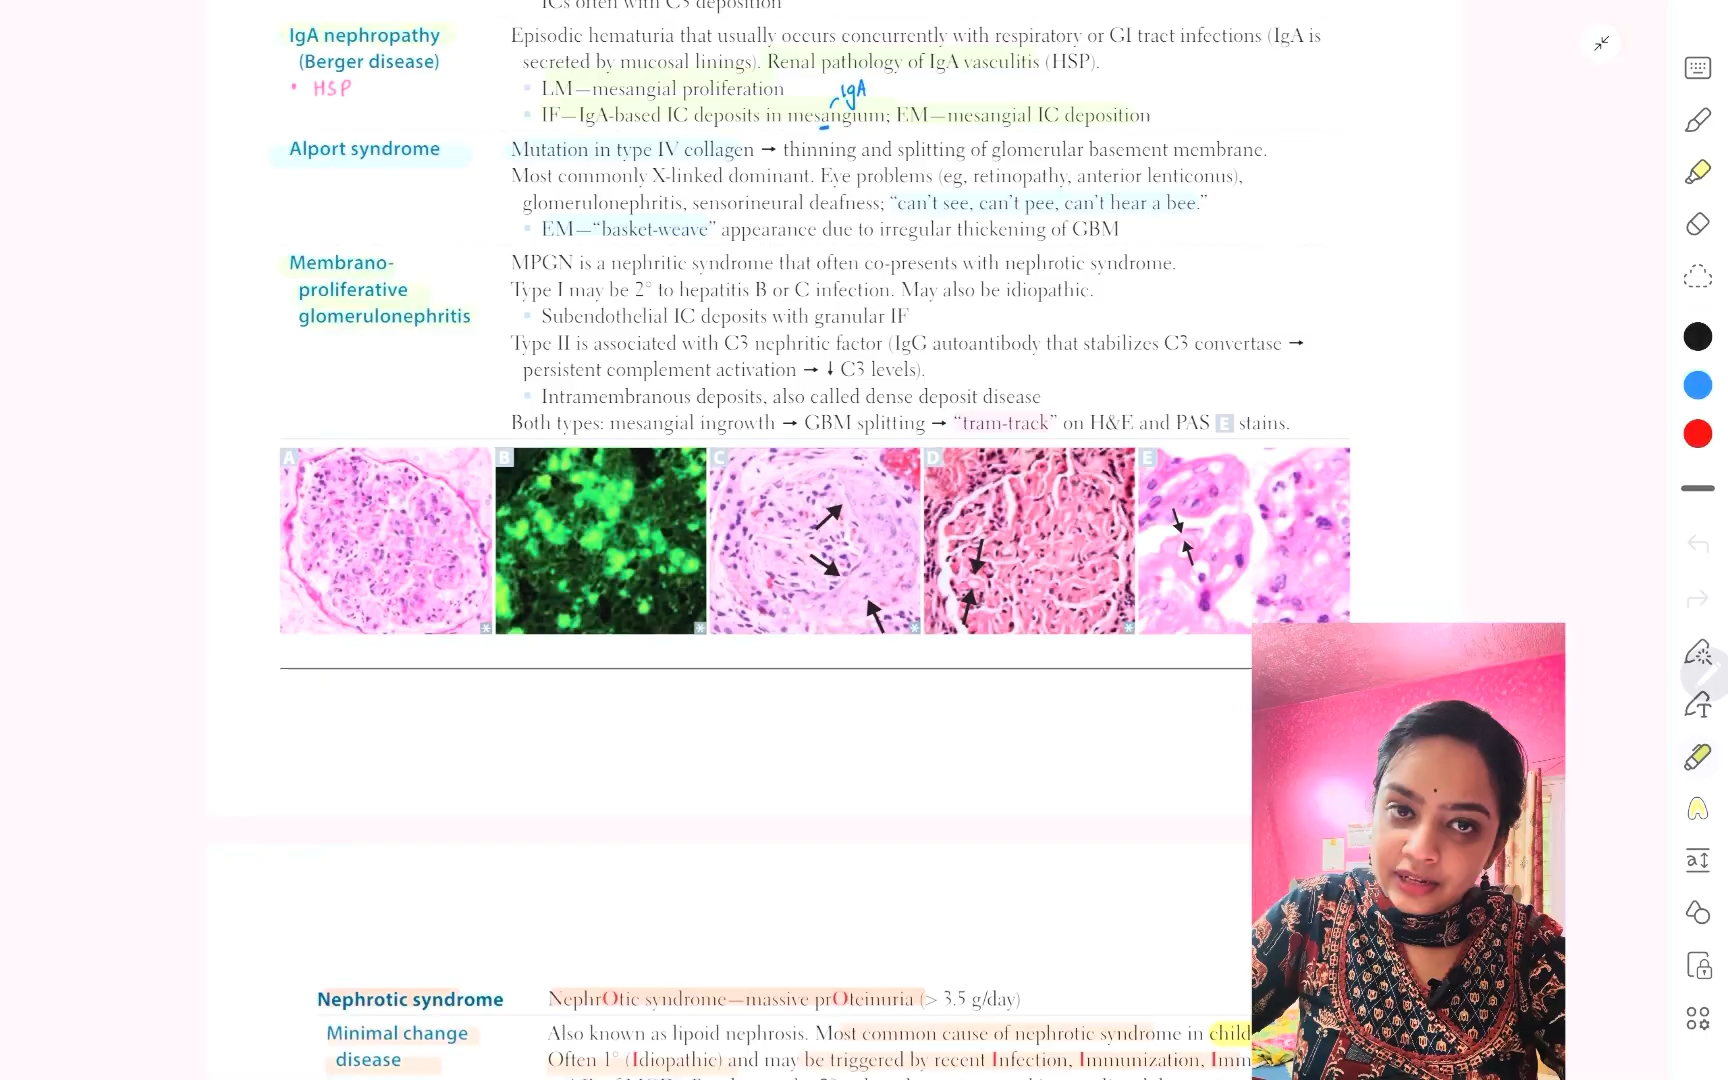 ICs often with C3 deposition
IgA nephropathy
(Berger disease)
• HSP
Episodic hematuria that usually occurs concurrently with respiratory or GI tract infections (IgA is
secreted by mucosal linings). Renal pathology of IgA vasculitis (HSP).
LM—mesangial proliferation
IgA
IF—IgA-based IC deposits in mesangium; EM—mesangial IC deposition
Alport syndrome
Mutation in type IV collagen → thinning and splitting of glomerular basement membrane.
Most commonly X-linked dominant. Eye problems (eg, retinopathy, anterior lenticonus),
glomerulonephritis, sensorineural deafness; “can’t see, can’t pee, can’t hear a bee.”
EM—“basket-weave” appearance due to irregular thickening of GBM
Membrano-
proliferative
glomerulonephritis
MPGN is a nephritic syndrome that often co-presents with nephrotic syndrome.
Type I may be 2° to hepatitis B or C infection. May also be idiopathic.
Subendothelial IC deposits with granular IF
Type II is associated with C3 nephritic factor (IgG autoantibody that stabilizes C3 convertase →
persistent complement activation → ↓ C3 levels).
Intramembranous deposits, also called dense deposit disease
Both types: mesangial ingrowth → GBM splitting → “tram-track” on H&E and PAS E stains.
A B C D E
Nephrotic syndrome
NephrOtic syndrome—massive prOteinuria (> 3.5 g/day)
Minimal change
disease
Also known as lipoid nephrosis. Most common cause of nephrotic syndrome in child
Often 1° (Idiopathic) and may be triggered by recent Infection, Immunization, Imm